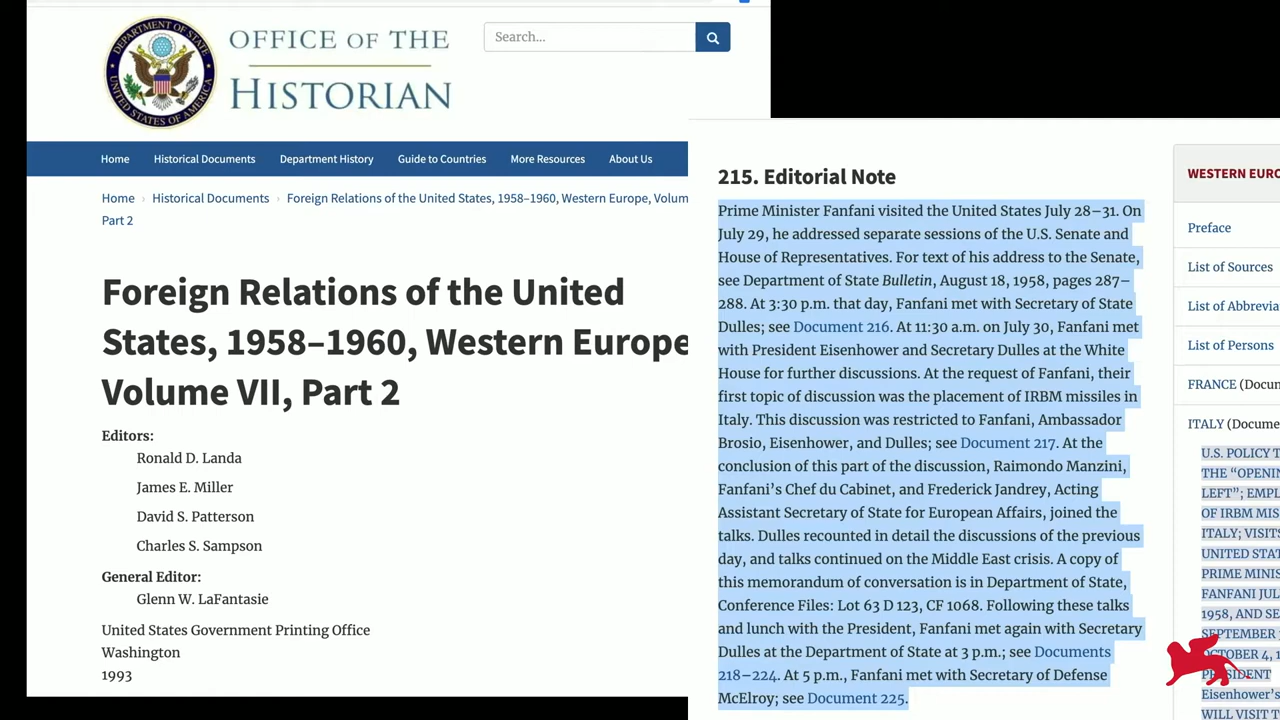 OFFICE OF THE
HISTORIAN
DEPARTMENT OF STATE
UNITED STATES OF AMERICA
Search...
Home Historical Documents Department History Guide to Countries More Resources About Us
Home › Historical Documents › Foreign Relations of the United States, 1958–1960, Western Europe, Volum
Part 2
Foreign Relations of the United
States, 1958–1960, Western Europe
Volume VII, Part 2
Editors:
Ronald D. Landa
James E. Miller
David S. Patterson
Charles S. Sampson
General Editor:
Glenn W. LaFantasie
United States Government Printing Office
Washington
1993
215. Editorial Note
Prime Minister Fanfani visited the United States July 28–31. On
July 29, he addressed separate sessions of the U.S. Senate and
House of Representatives. For text of his address to the Senate,
see Department of State Bulletin, August 18, 1958, pages 287–
288. At 3:30 p.m. that day, Fanfani met with Secretary of State
Dulles; see Document 216. At 11:30 a.m. on July 30, Fanfani met
with President Eisenhower and Secretary Dulles at the White
House for further discussions. At the request of Fanfani, their
first topic of discussion was the placement of IRBM missiles in
Italy. This discussion was restricted to Fanfani, Ambassador
Brosio, Eisenhower, and Dulles; see Document 217. At the
conclusion of this part of the discussion, Raimondo Manzini,
Fanfani's Chef du Cabinet, and Frederick Jandrey, Acting
Assistant Secretary of State for European Affairs, joined the
talks. Dulles recounted in detail the discussions of the previous
day, and talks continued on the Middle East crisis. A copy of
this memorandum of conversation is in Department of State,
Conference Files: Lot 63 D 123, CF 1068. Following these talks
and lunch with the President, Fanfani met again with Secretary
Dulles at the Department of State at 3 p.m.; see Documents
218–224. At 5 p.m., Fanfani met with Secretary of Defense
McElroy; see Document 225.
WESTERN EURO
Preface
List of Sources
List of Abbrevia
List of Persons
FRANCE (Docum
ITALY (Docume
U.S. POLICY T
THE “OPENIN
LEFT”; EMPL
OF IRBM MIS
ITALY; VISITS
UNITED STAT
PRIME MINIS
FANFANI JUL
1958, AND SE
SEPTEMBER
OCTOBER 4, 1
PRESIDENT
Eisenhower's
WILL VISIT T